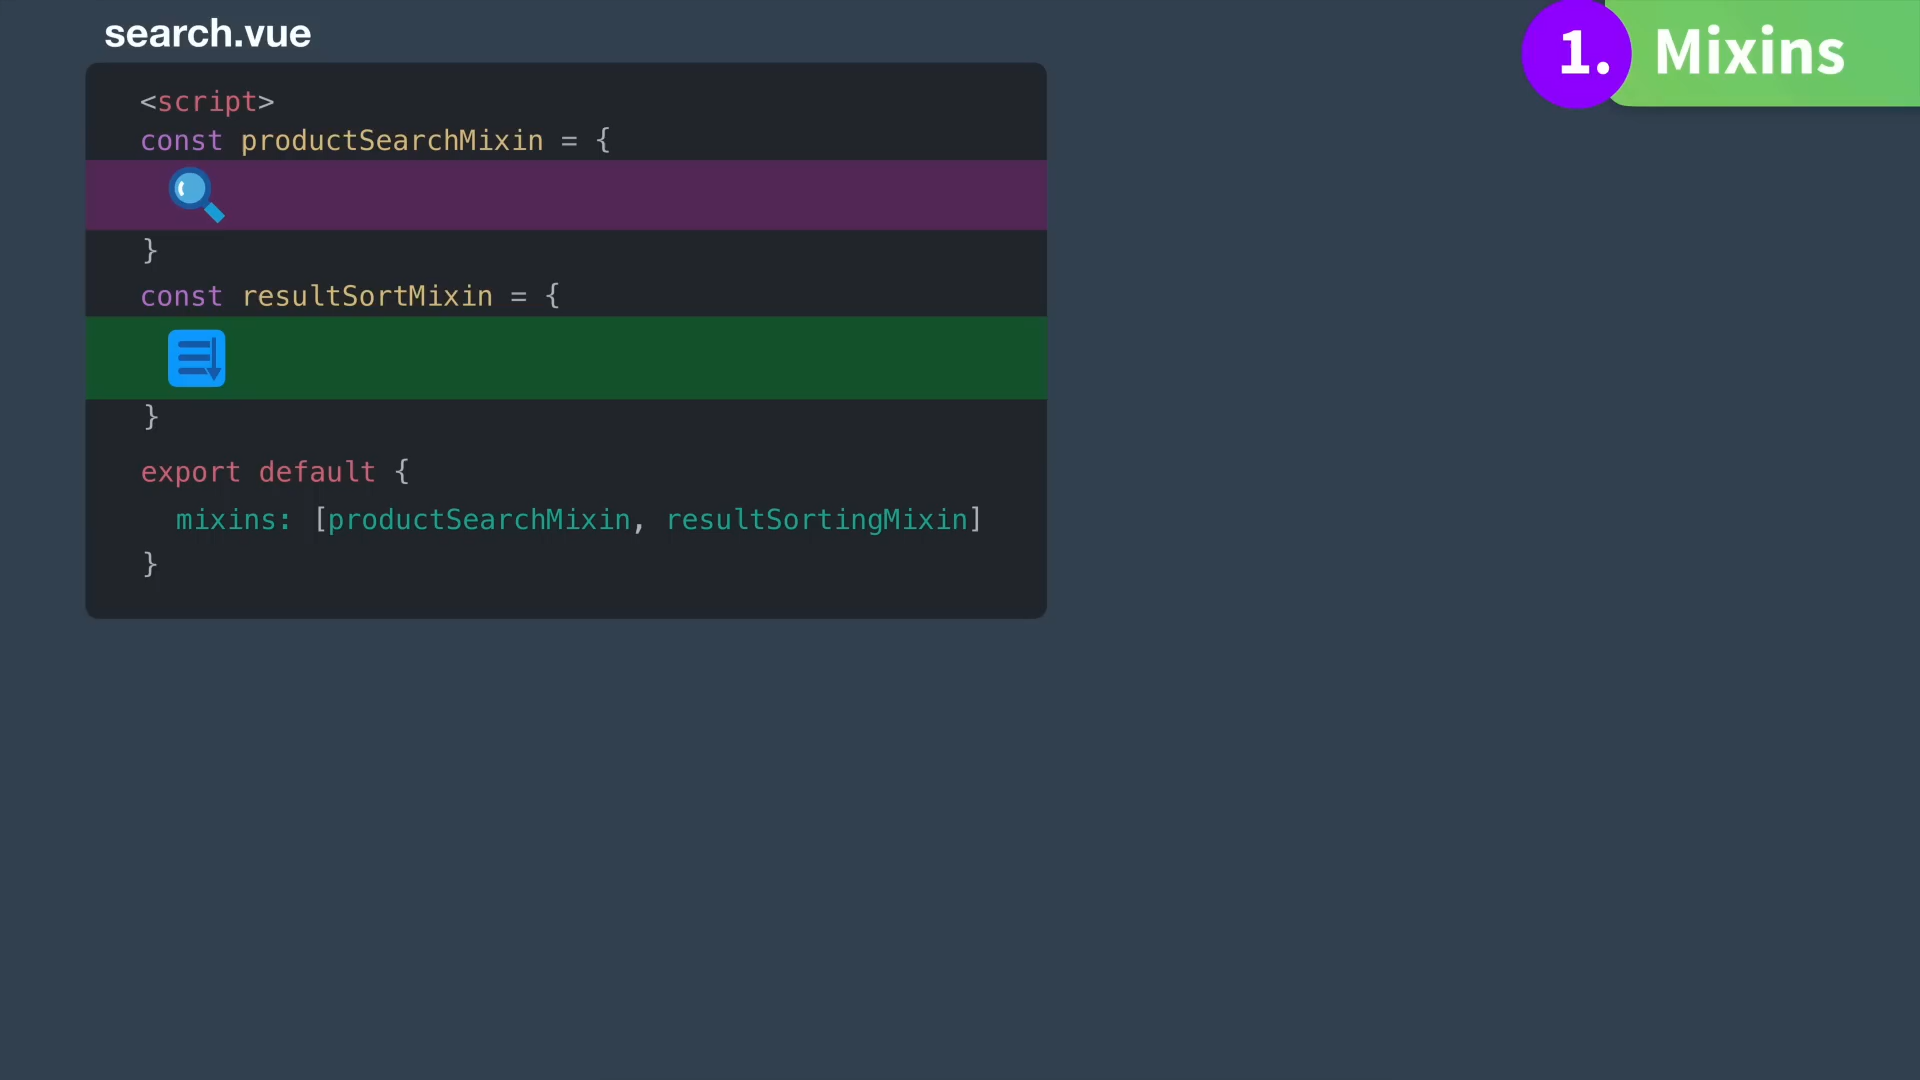 search.vue
1. Mixins
<script>
const productSearchMixin = {
}
const resultSortMixin = {
}
export default {
mixins: [productSearchMixin, resultSortingMixin]
}